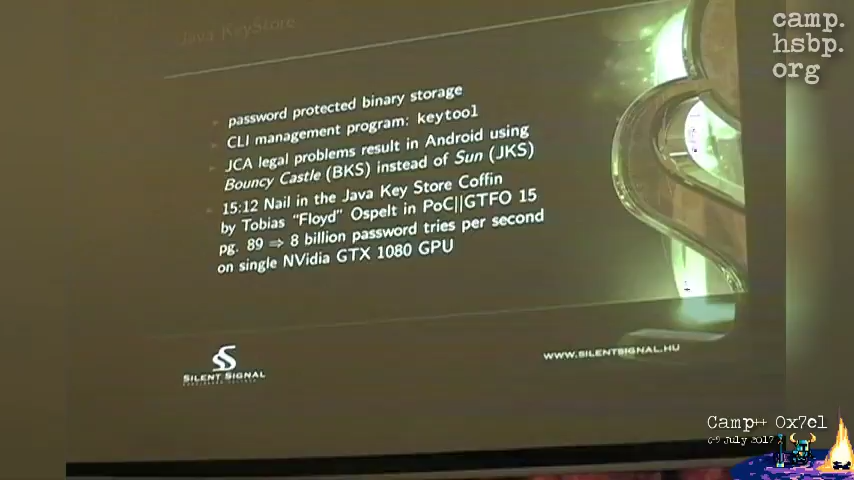 camp.
hsbp.
org
Java KeyStore
password protected binary storage
CLI management program: keytool
JCA legal problems result in Android using
Bouncy Castle (BKS) instead of Sun (JKS)
15:12 Nail in the Java Key Store Coffin
by Tobias "Floyd" Ospelt in PoC||GTFO 15
pg. 89 ⇒ 8 billion password tries per second
on single NVidia GTX 1080 GPU
SILENT SIGNAL
WWW.SILENTSIGNAL.HU
Camp++ 0x7e1
6-9 July 2017